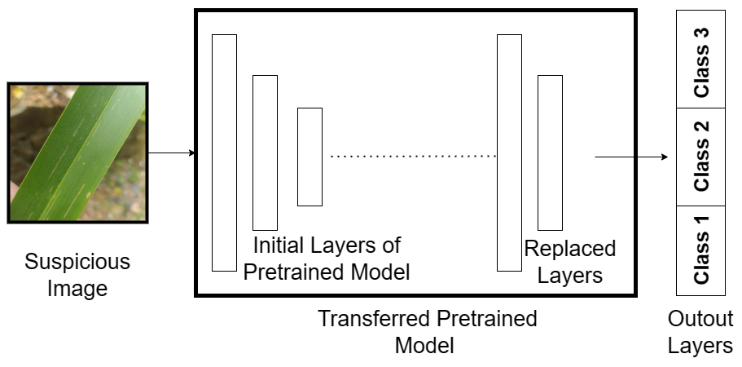 Suspicious
Image
Initial Layers of
Pretrained Model
Replaced
Layers
Transferred Pretrained
Model
Class 3
Class 2
Class 1
Outout
Layers